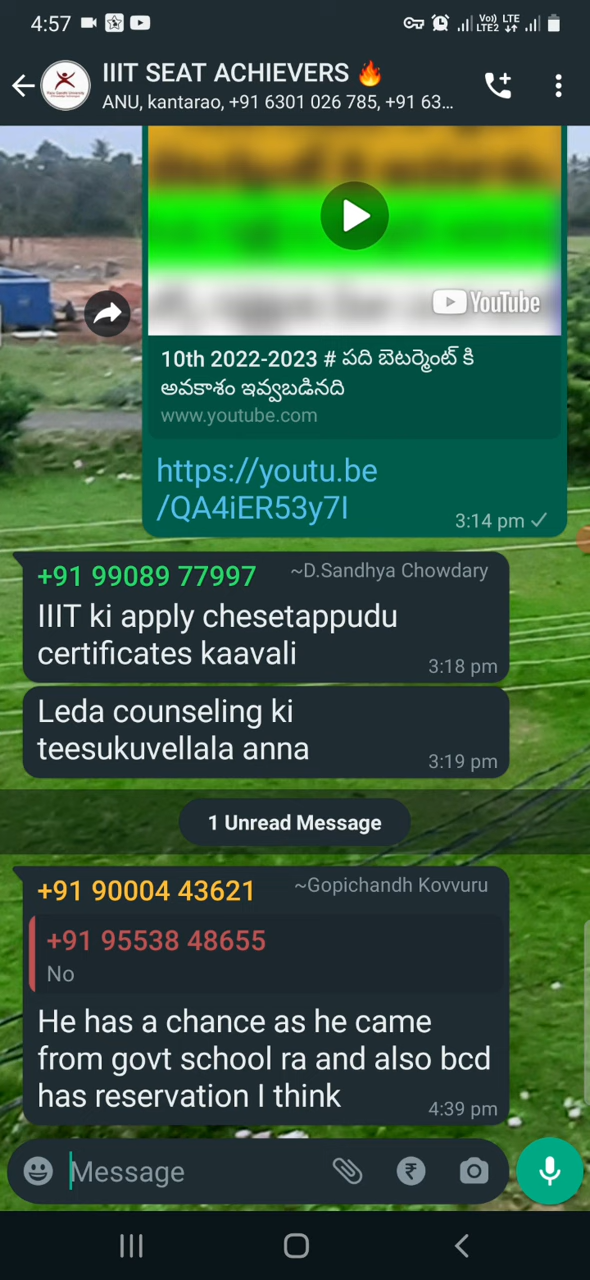 4:57
Vo)) LTE
LTE2
IIIT SEAT ACHIEVERS 🔥
ANU, kantarao, +91 6301 026 785, +91 63...
YouTube
10th 2022-2023 # పది బెటర్మెంట్ కి
అవకాశం ఇవ్వబడినది
www.youtube.com
https://youtu.be
/QA4iER53y7I
3:14 pm
+91 99089 77997 ~D.Sandhya Chowdary
IIIT ki apply chesetappudu
certificates kaavali
3:18 pm
Leda counseling ki
teesukuvellala anna
3:19 pm
1 Unread Message
+91 90004 43621 ~Gopichandh Kovvuru
+91 95538 48655
No
He has a chance as he came
from govt school ra and also bcd
has reservation I think
4:39 pm
Message